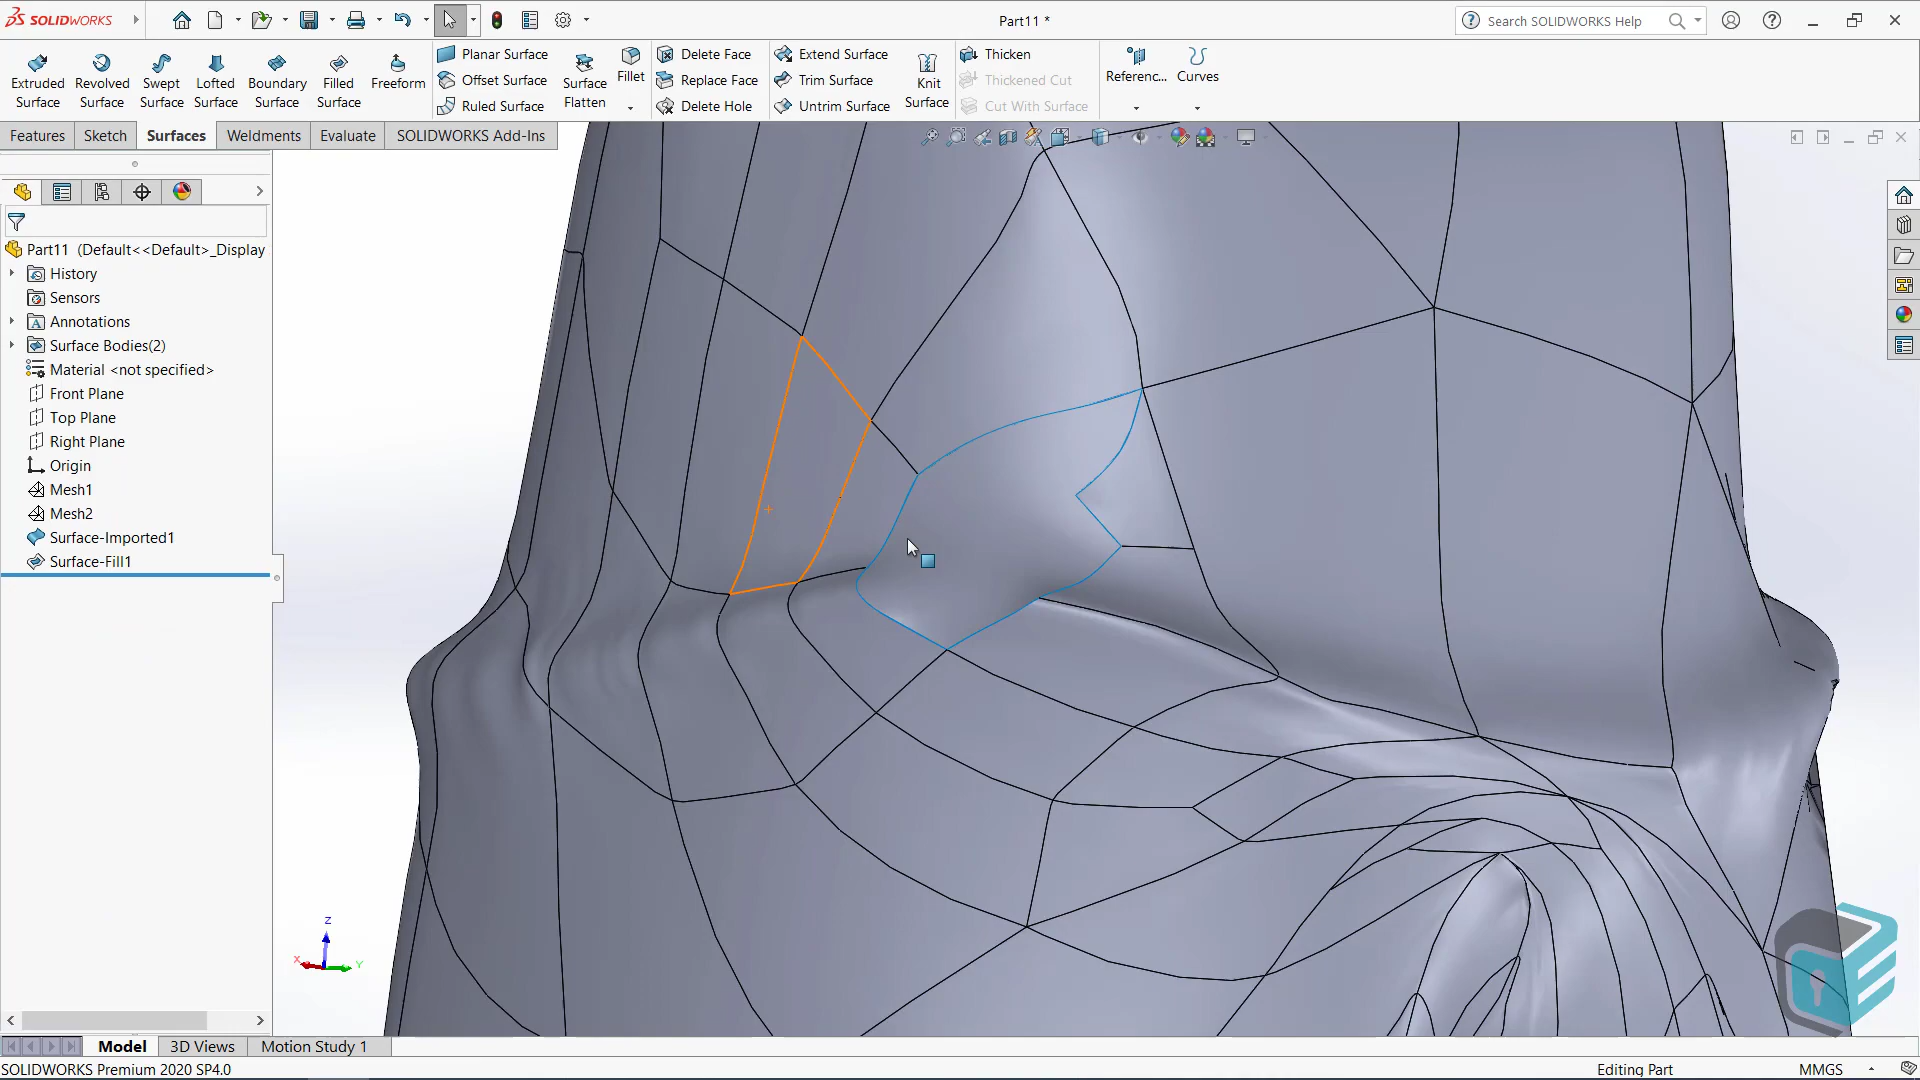 SOLIDWORKS
Part11 *
Search SOLIDWORKS Help
Extruded Surface
Revolved Surface
Swept Surface
Lofted Surface
Boundary Surface
Filled Surface
Freeform
Planar Surface
Offset Surface
Ruled Surface
Surface Flatten
Fillet
Delete Face
Replace Face
Delete Hole
Extend Surface
Trim Surface
Untrim Surface
Knit Surface
Thicken
Thickened Cut
Cut With Surface
Referenc...
Curves
Features
Sketch
Surfaces
Weldments
Evaluate
SOLIDWORKS Add-Ins
Part11 (Default<<Default>_Display
History
Sensors
Annotations
Surface Bodies(2)
Material <not specified>
Front Plane
Top Plane
Right Plane
Origin
Mesh1
Mesh2
Surface-Imported1
Surface-Fill1
Z
X
Y
Model
3D Views
Motion Study 1
SOLIDWORKS Premium 2020 SP4.0
Editing Part
MMGS